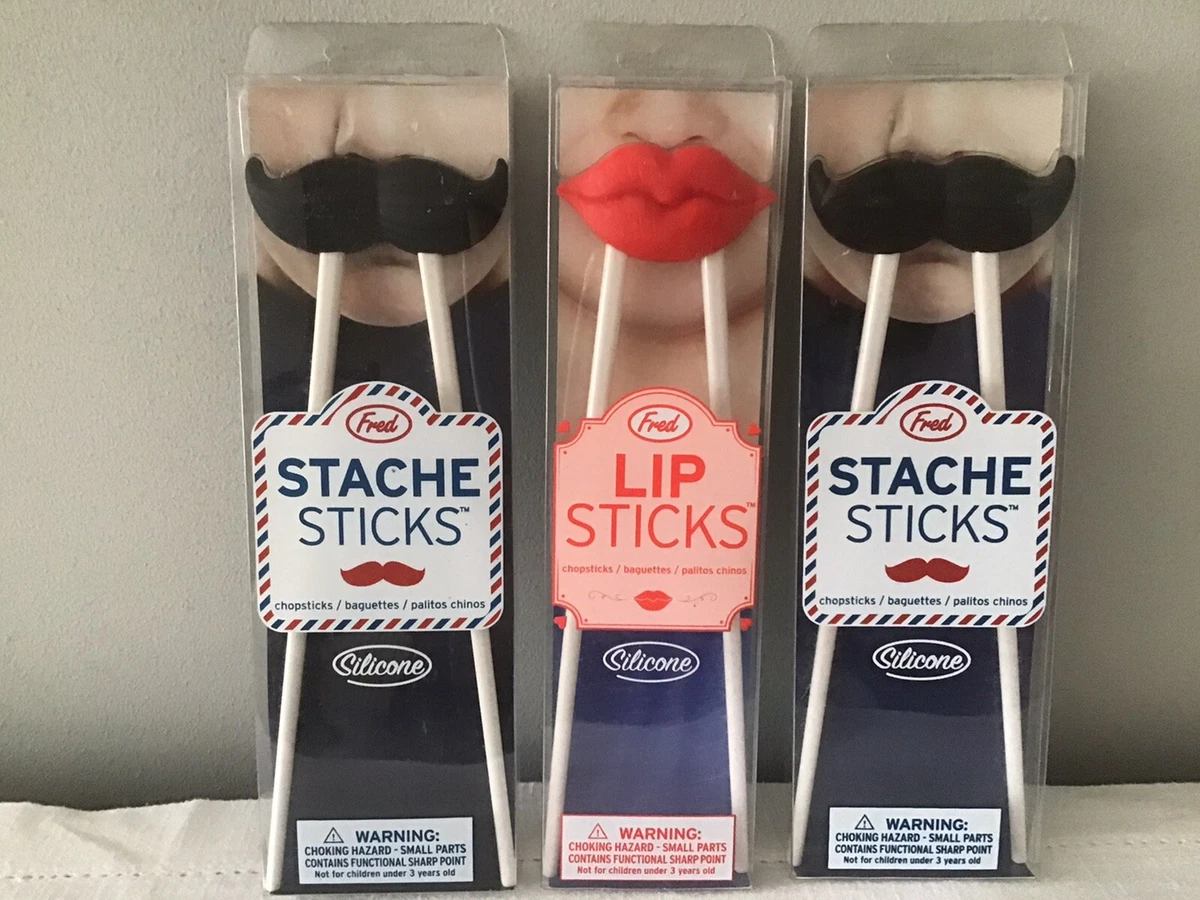 Fred
STACHE
STICKS™
chopsticks / baguettes / palitos chinos
Silicone
WARNING:
CHOKING HAZARD - SMALL PARTS
CONTAINS FUNCTIONAL SHARP POINT
Not for children under 3 years old
Fred
LIP
STICKS™
chopsticks / baguettes / palitos chinos
Silicone
WARNING:
CHOKING HAZARD - SMALL PARTS
CONTAINS FUNCTIONAL SHARP POINT
Not for children under 3 years old
Fred
STACHE
STICKS™
chopsticks / baguettes / palitos chinos
Silicone
WARNING:
CHOKING HAZARD - SMALL PARTS
CONTAINS FUNCTIONAL SHARP POINT
Not for children under 3 years old